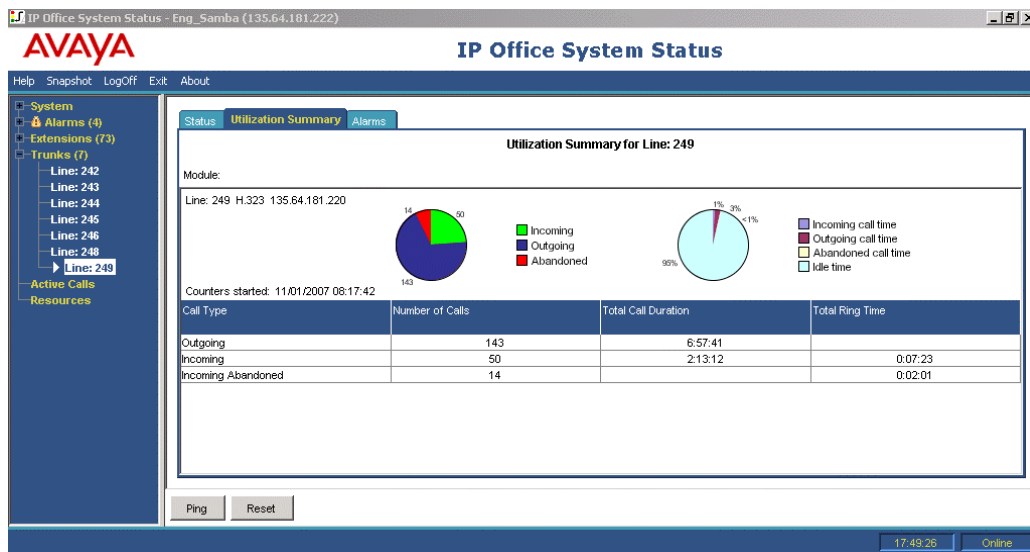 IP Office System Status - Eng_Samba (135.64.181.222)
AVAYA
IP Office System Status
Help Snapshot LogOff Exit About
System
Alarms (4)
Extensions (73)
Trunks (7)
Line: 242
Line: 243
Line: 244
Line: 245
Line: 246
Line: 248
Line: 249
Active Calls
Resources
Status Utilization Summary Alarms
Utilization Summary for Line: 249
Module:
Line: 249 H.323 135.64.181.220
14
50
143
Incoming
Outgoing
Abandoned
1%
3%
<1%
95%
Incoming call time
Outgoing call time
Abandoned call time
Idle time
Counters started: 11/01/2007 08:17:42
Call Type Number of Calls Total Call Duration Total Ring Time
Outgoing 143 6:57:41
Incoming 50 2:13:12 0:07:23
Incoming Abandoned 14 0:02:01
Ping Reset
17:49:26 Online